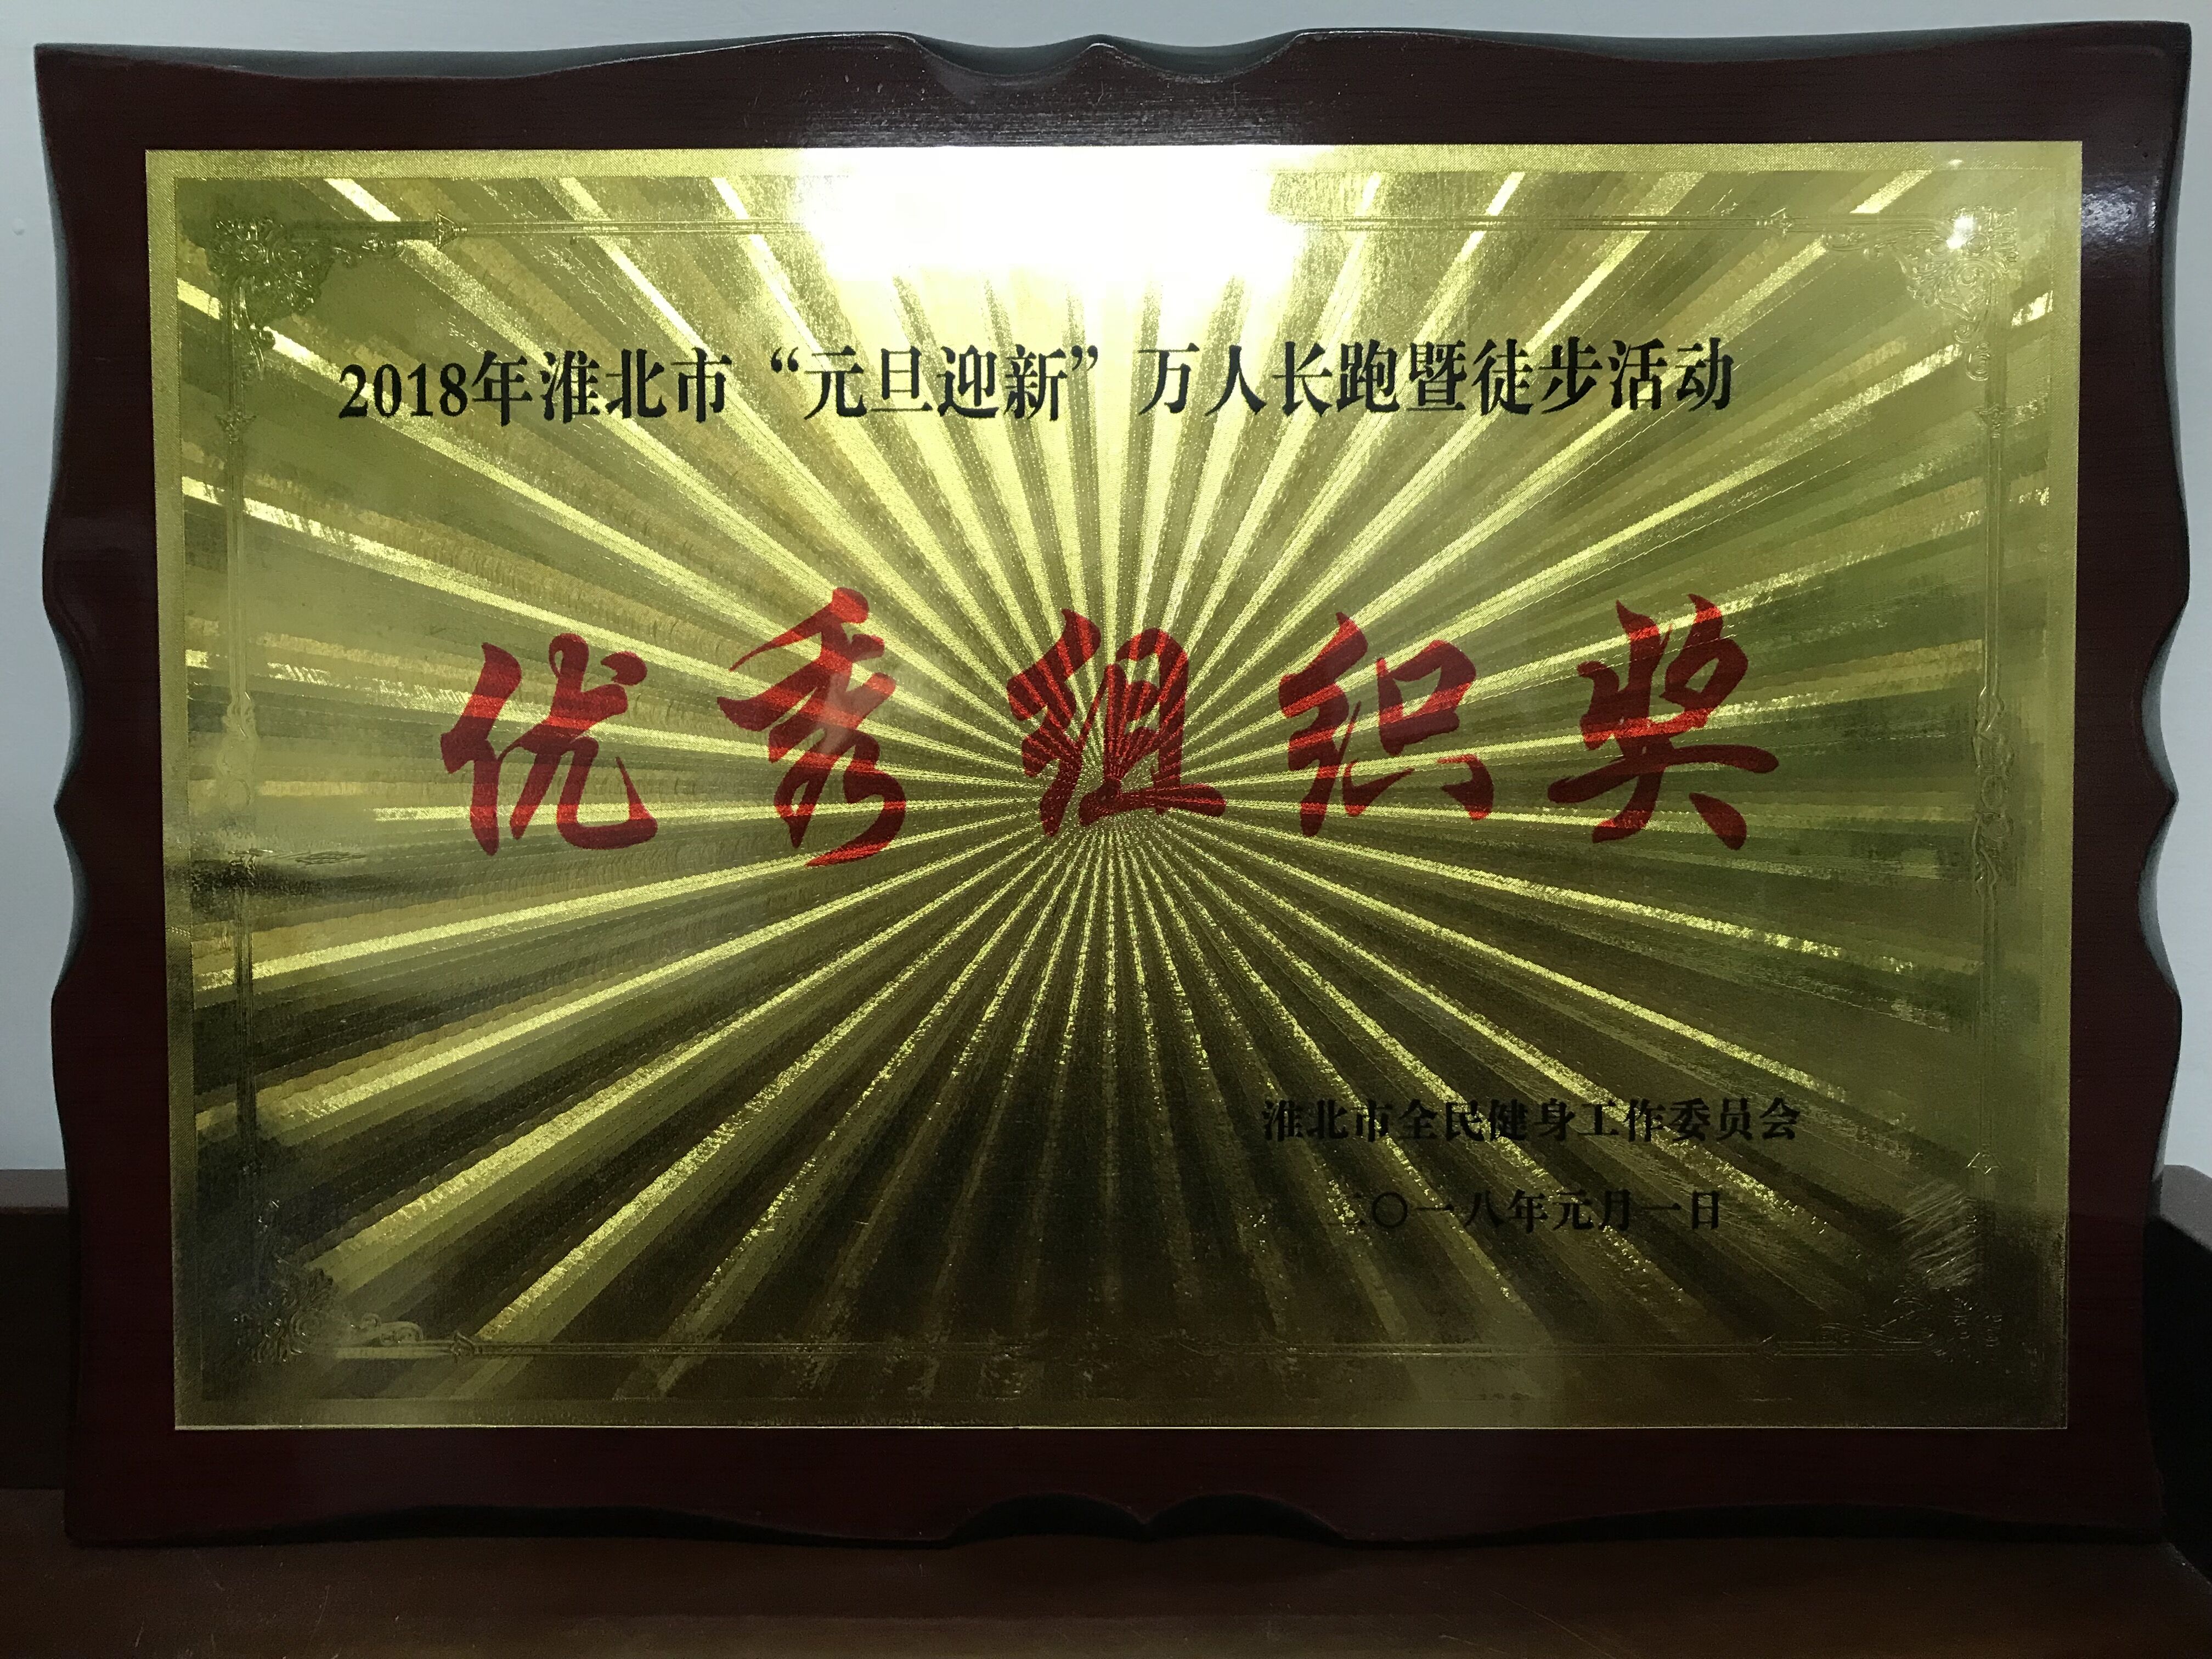 2018年淮北市“元旦迎新”万人长跑暨徒步活动
优秀组织奖
淮北市全民健身工作委员会
二〇一八年元月一日